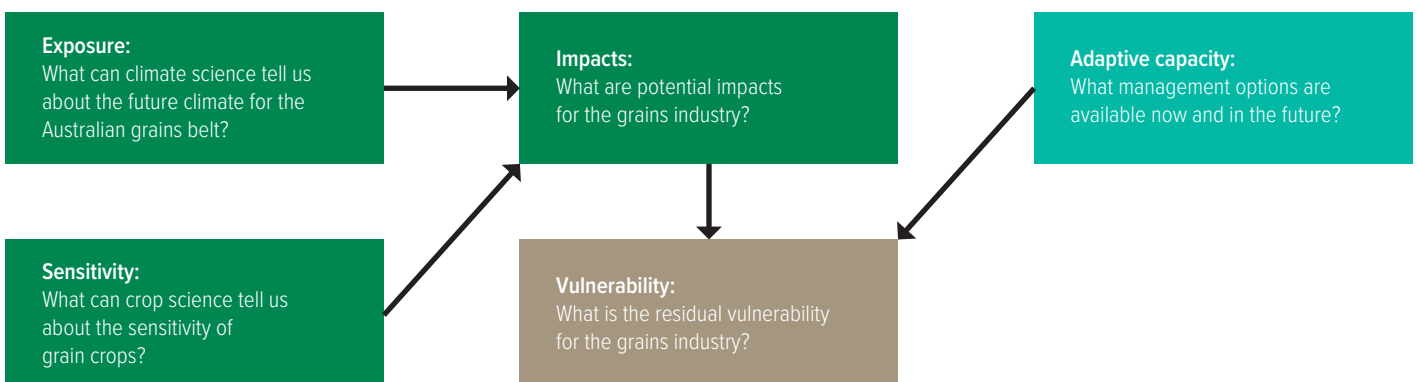 Exposure:
What can climate science tell us
about the future climate for the
Australian grains belt?
Impacts:
What are potential impacts
for the grains industry?
Adaptive capacity:
What management options are
available now and in the future?
Sensitivity:
What can crop science tell us
about the sensitivity of
grain crops?
Vulnerability:
What is the residual vulnerability
for the grains industry?